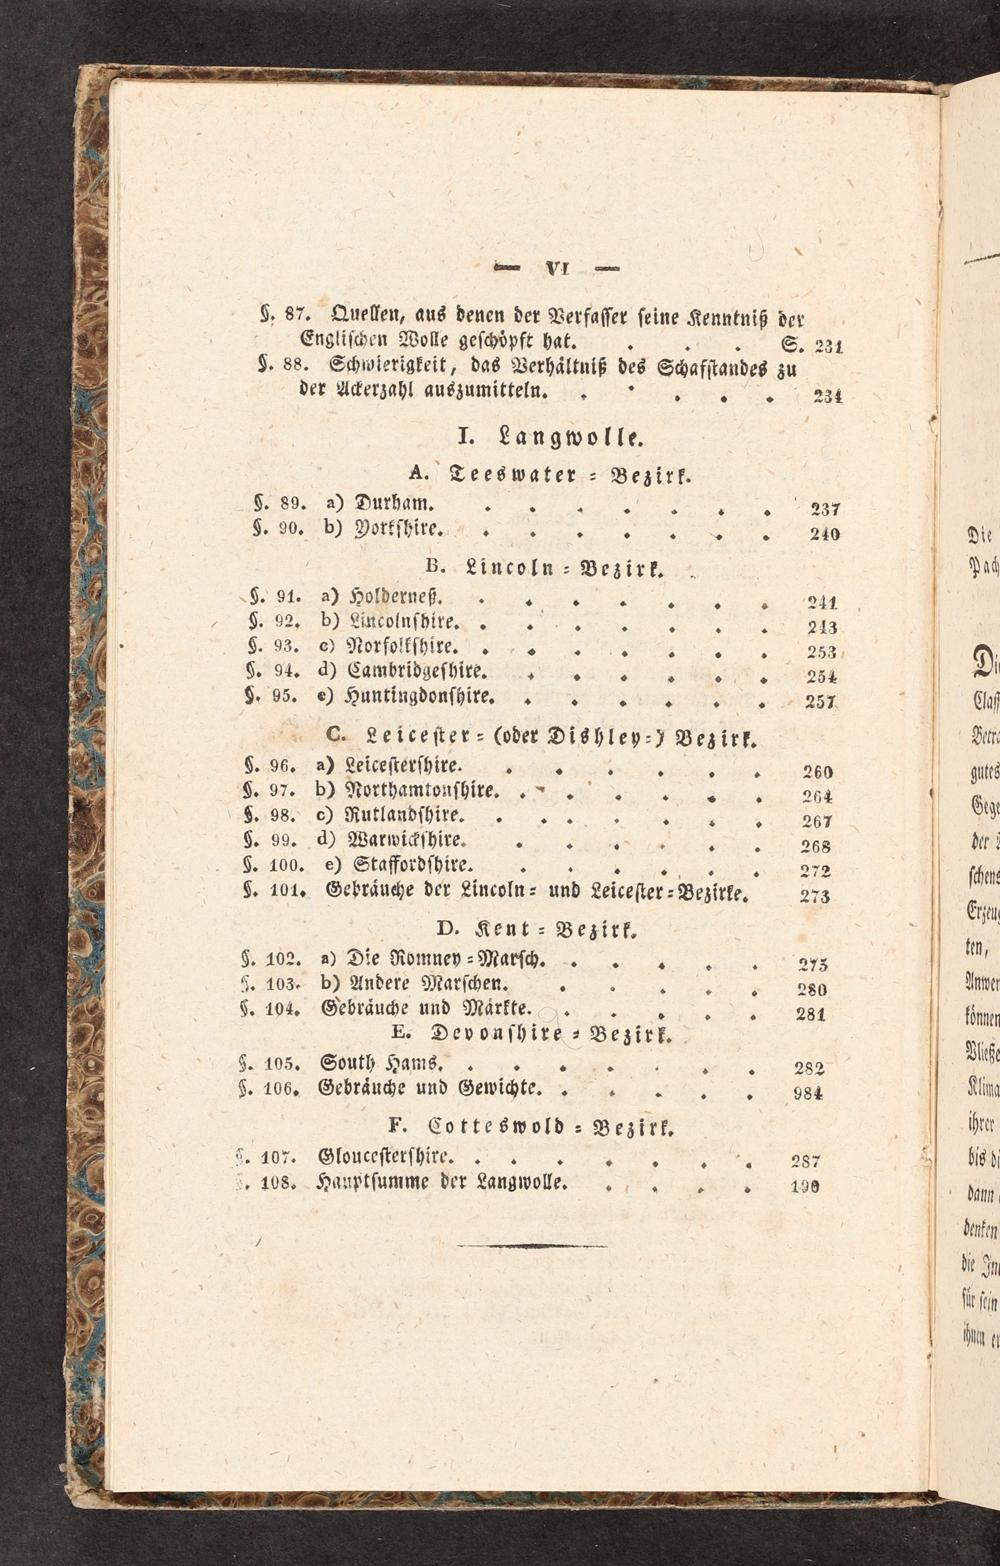 — VI —
§. 87. Quellen, aus denen der Verfasser seine Kenntniß der
Englischen Wolle geschöpft hat. . . . S. 231
§. 88. Schwierigkeit, das Verhältniß des Schafstandes zu
der Ackerzahl auszumitteln. . . . . . 234
I. Langwolle.
A. Teeswater-Bezirk.
§. 89. a) Durham. . . . . . . . 237
§. 90. b) Yorkshire. . . . . . . . 240
B. Lincoln-Bezirk.
§. 91. a) Holderneß. . . . . . . . 241
§. 92. b) Lincolnshire. . . . . . . . 243
§. 93. c) Norfolkshire. . . . . . . . 253
§. 94. d) Cambridgeshire. . . . . . . 254
§. 95. e) Huntingdonshire. . . . . . . 257
C. Leicester- (oder Dishley-) Bezirk.
§. 96. a) Leicestershire. . . . . . . 260
§. 97. b) Northamtonshire. . . . . . . 264
§. 98. c) Rutlandshire. . . . . . . . 267
§. 99. d) Warwickshire. . . . . . 268
§. 100. e) Staffordshire. . . . . . 272
§. 101. Gebräuche der Lincoln- und Leicester-Bezirke. 273
D. Kent-Bezirk.
§. 102. a) Die Romney-Marsch. . . . . . 275
§. 103. b) Andere Marschen. . . . . . 280
§. 104. Gebräuche und Märkte. . . . . . 281
E. Devonshire-Bezirk.
§. 105. South Hams. . . . . . . . 282
§. 106. Gebräuche und Gewichte. . . . . . 984
F. Cotteswold-Bezirk.
§. 107. Gloucestershire. . . . . . . . 287
§. 108. Hauptsumme der Langwolle. . . . . 190
Die
Pach
Die
Class
Betra
gutes
Gege
der
schens
Erzeug
ten,
Anwen
können
Vließe
Klima
ihrer
bis di
dann
denken
die In
für sein
ihnen er